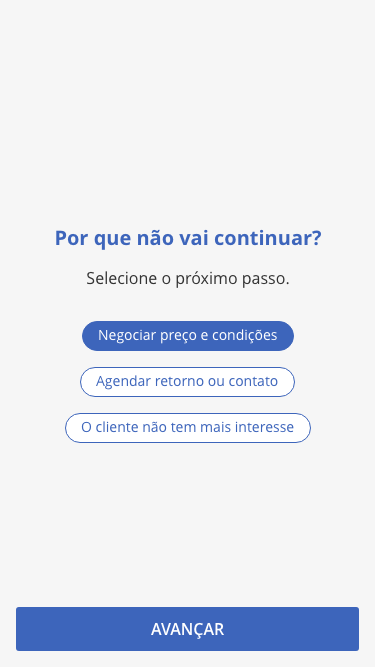 Por que não vai continuar?
Selecione o próximo passo.
Negociar preço e condições
Agendar retorno ou contato
O cliente não tem mais interesse
AVANÇAR